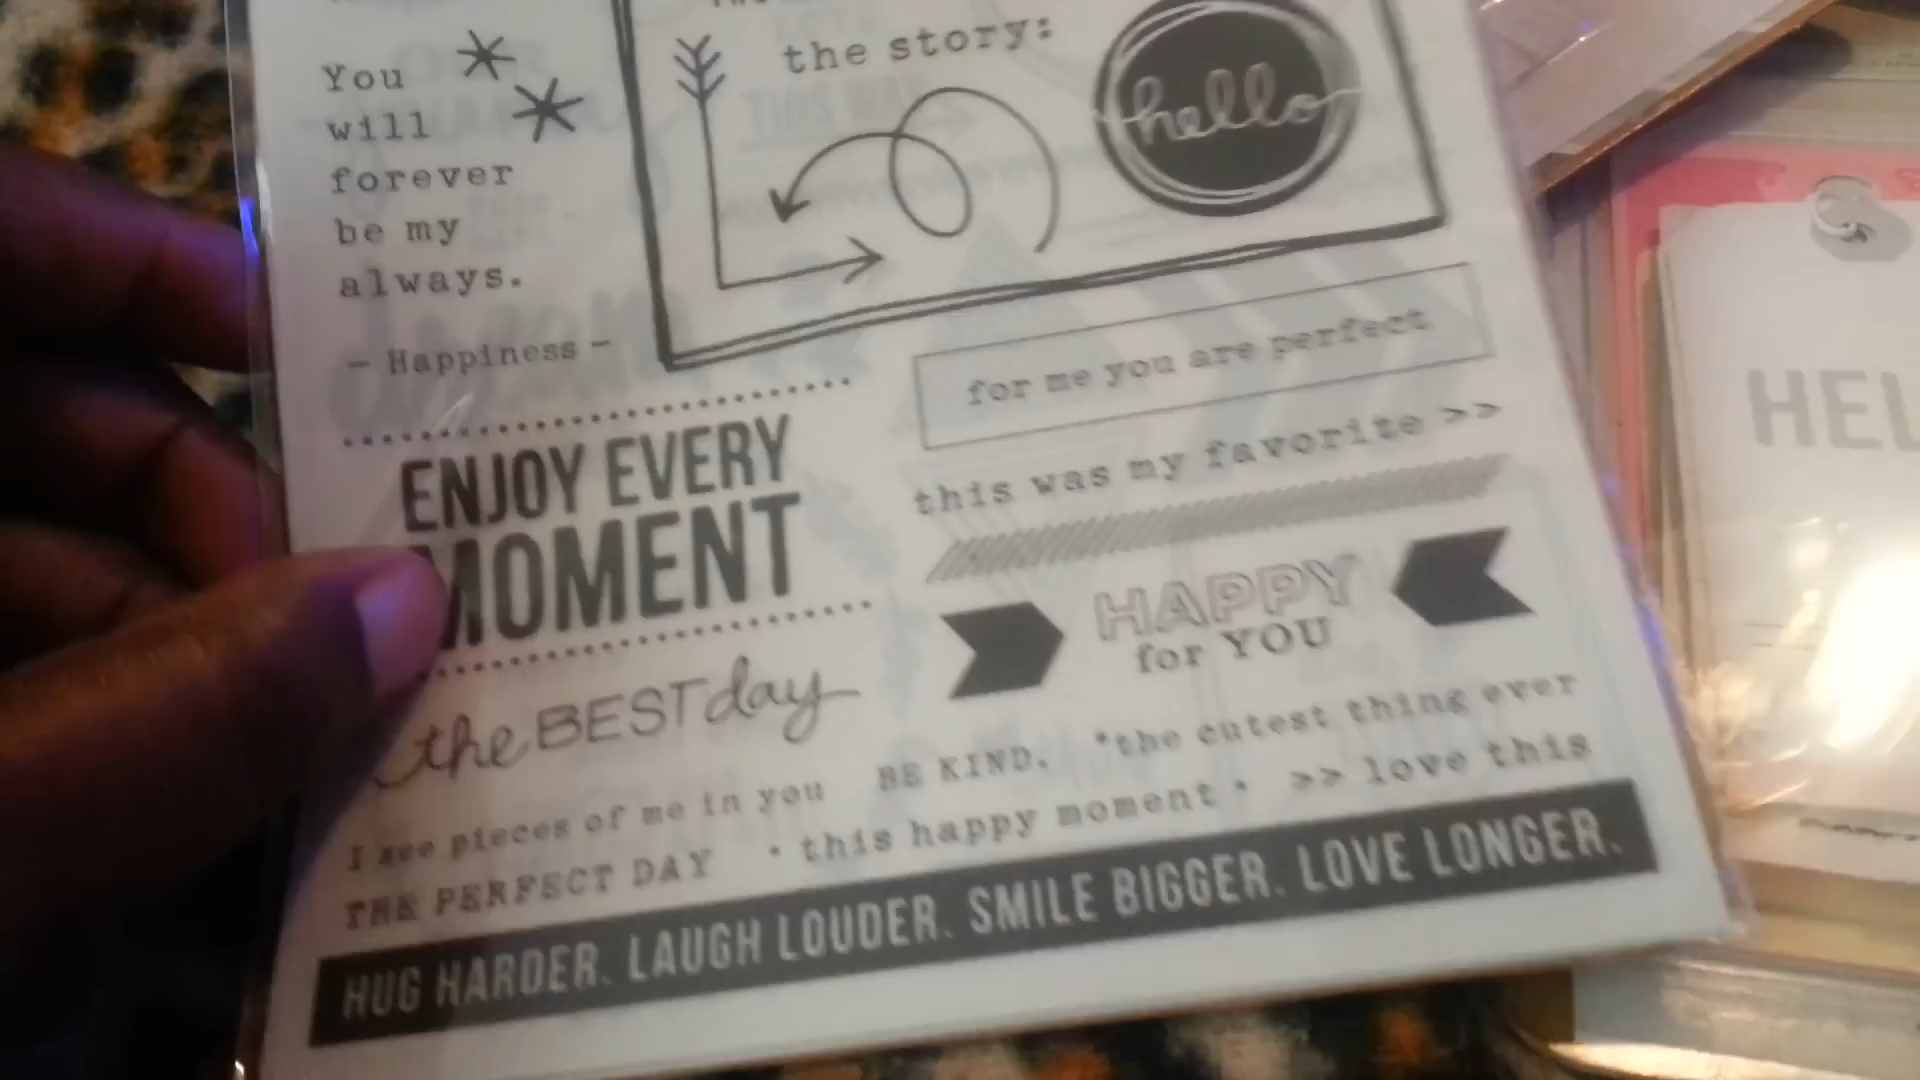 You
will
forever
be my
always.
- Happiness -
the story:
hello
for me you are perfect
this was my favorite >>
ENJOY EVERY
MOMENT
HAPPY
for YOU
the BEST day
I see pieces of me in you BE KIND. *the cutest thing ever
THE PERFECT DAY • this happy moment • >> love this
HUG HARDER. LAUGH LOUDER. SMILE BIGGER. LOVE LONGER.